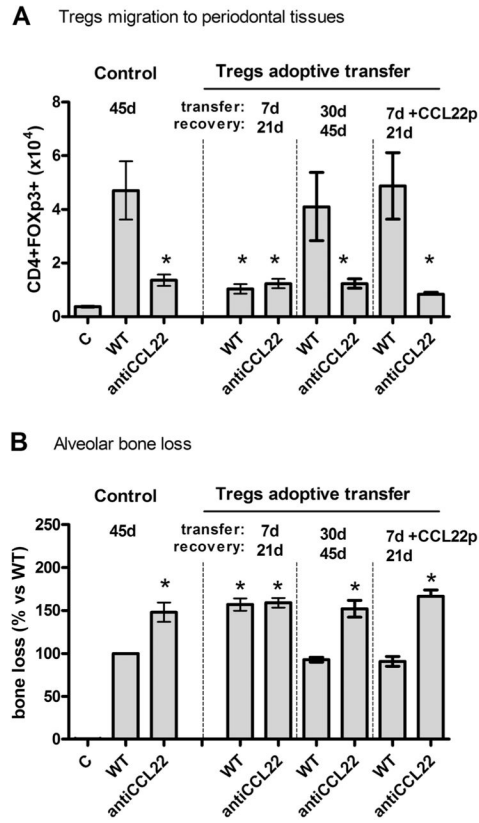 A Tregs migration to periodontal tissues
Control Tregs adoptive transfer
45d transfer: 7d 30d 7d +CCL22p
recovery: 21d 45d 21d
CD4+FOXp3+ (x10⁴)
8
6
4
2
0
* * * * *
C WT antiCCL22 WT antiCCL22 WT antiCCL22 WT antiCCL22
B Alveolar bone loss
Control Tregs adoptive transfer
45d transfer: 7d 30d 7d +CCL22p
recovery: 21d 45d 21d
bone loss (% vs WT)
250
200
150
100
50
0
* * * * *
C WT antiCCL22 WT antiCCL22 WT antiCCL22 WT antiCCL22